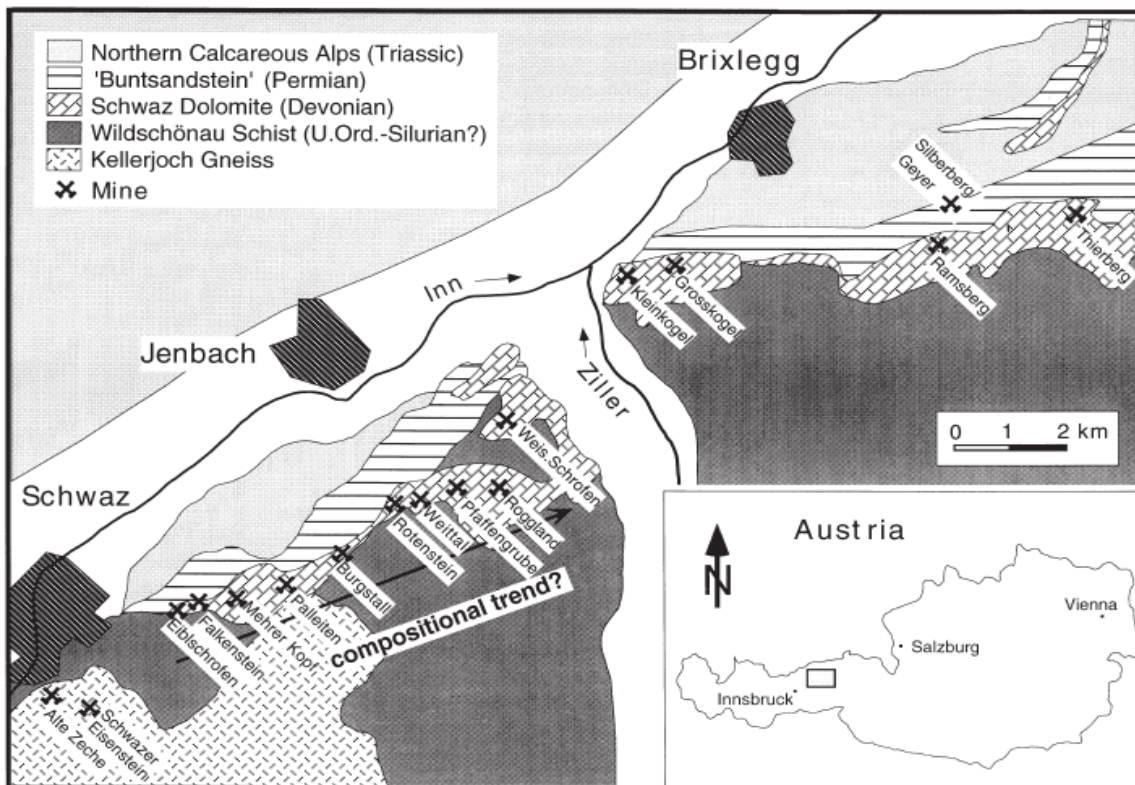 Northern Calcareous Alps (Triassic)
'Buntsandstein' (Permian)
Schwaz Dolomite (Devonian)
Wildschönau Schist (U.Ord.-Silurian?)
Kellerjoch Gneiss
Mine
Brixlegg
Silberberg
Geyer
Thierberg
Ramsberg
Grosskogel
Kleinkogel
Inn
Jenbach
Ziller
0 1 2 km
Weis.Schrofen
Schwaz
Roggland
Pfaffengrube
Weittal
Rotenstein
Burgstall
Palleiten
Mehrer Kopf
Falkenstein
Eiblschrofen
compositional trend?
Schwazer
Eisenstein
Alte Zeche
Austria
N
Vienna
Salzburg
Innsbruck